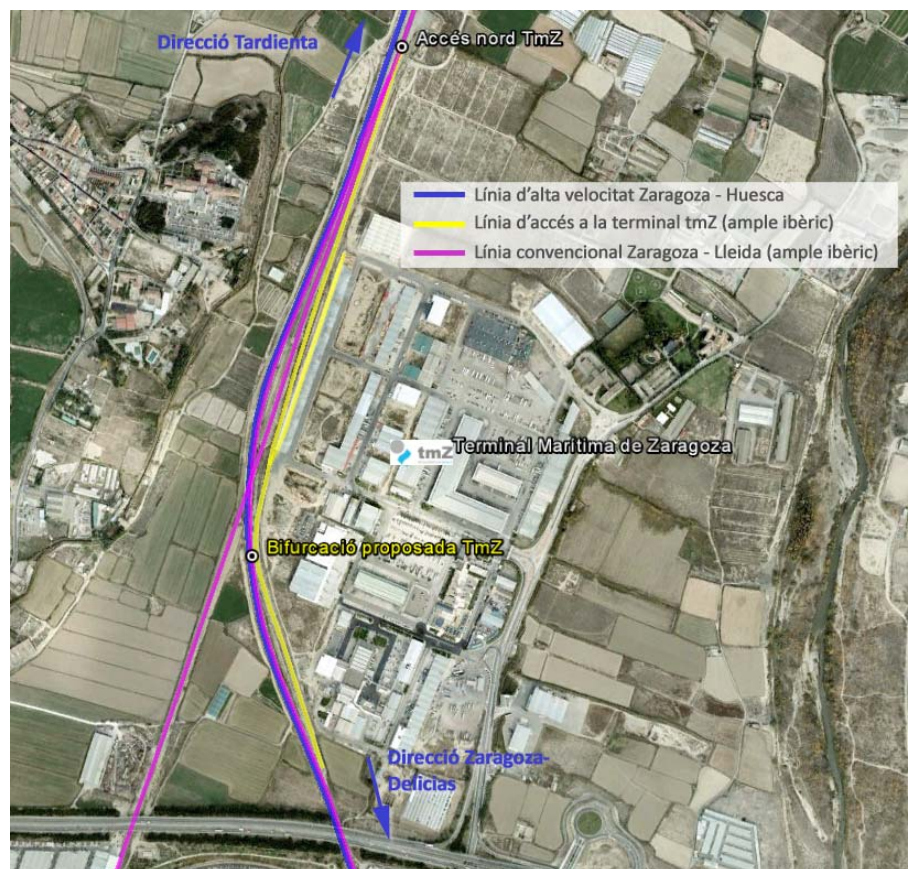 Direcció Tardienta
Accés nord TmZ
Línia d'alta velocitat Zaragoza - Huesca
Línia d'accés a la terminal tmZ (ample ibèric)
Línia convencional Zaragoza - Lleida (ample ibèric)
tmZ Terminal Maritima de Zaragoza
Bifurcació proposada TmZ
Direcció Zaragoza-
Delicias